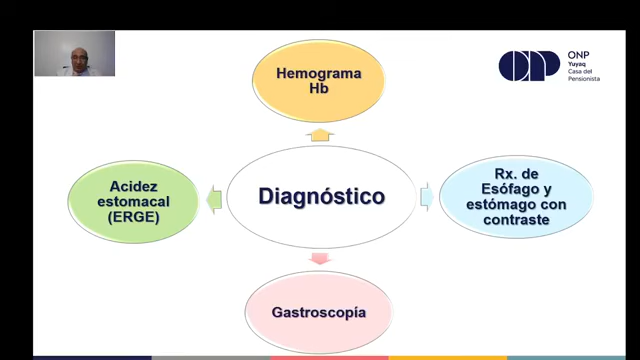 Hemograma
Hb
ONP
Yuyaq
Casa del
Pensionista
Acidez
estomacal
(ERGE)
Diagnóstico
Rx. de
Esófago y
estómago con
contraste
Gastroscopía